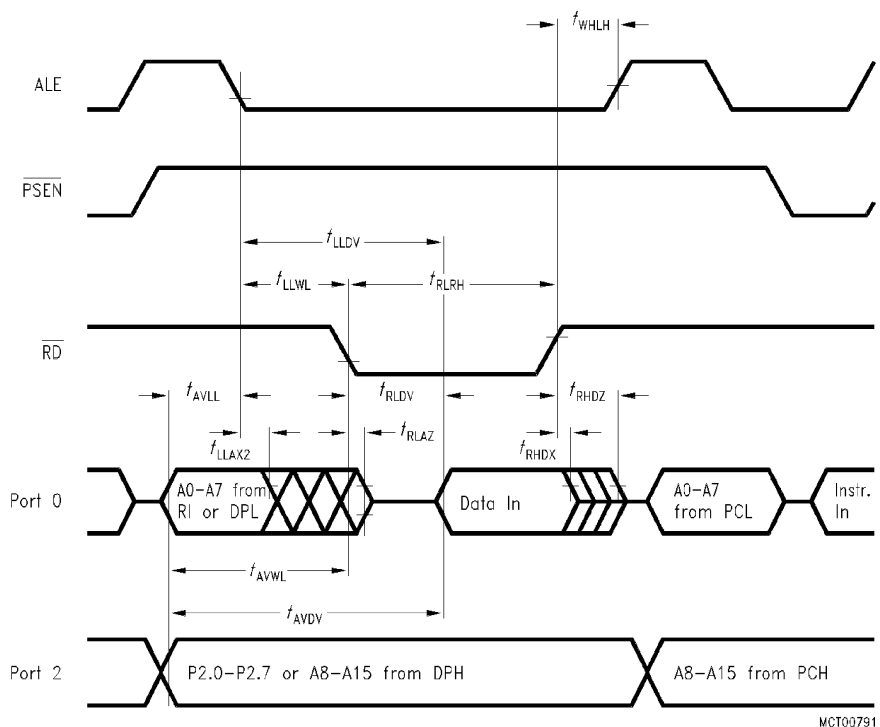 tWHLH
ALE
PSEN
tLLDV
tLLWL
tRLRH
RD
tAVLL
tRLDV
tRHDZ
tLLAX2
tRLAZ
tRHDX
Port 0
A0-A7 from
RI or DPL
Data In
A0-A7
from PCL
Instr.
In
tAVWL
tAVDV
Port 2
P2.0-P2.7 or A8-A15 from DPH
A8-A15 from PCH
MCT00791